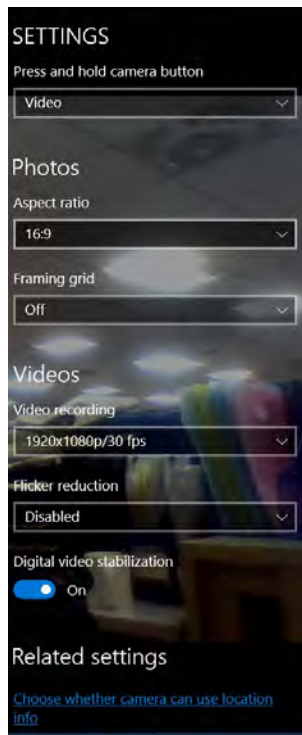 SETTINGS
Press and hold camera button
Video
Photos
Aspect ratio
16:9
Framing grid
Off
Videos
Video recording
1920x1080p/30 fps
Flicker reduction
Disabled
Digital video stabilization
On
Related settings
Choose whether camera can use location
info